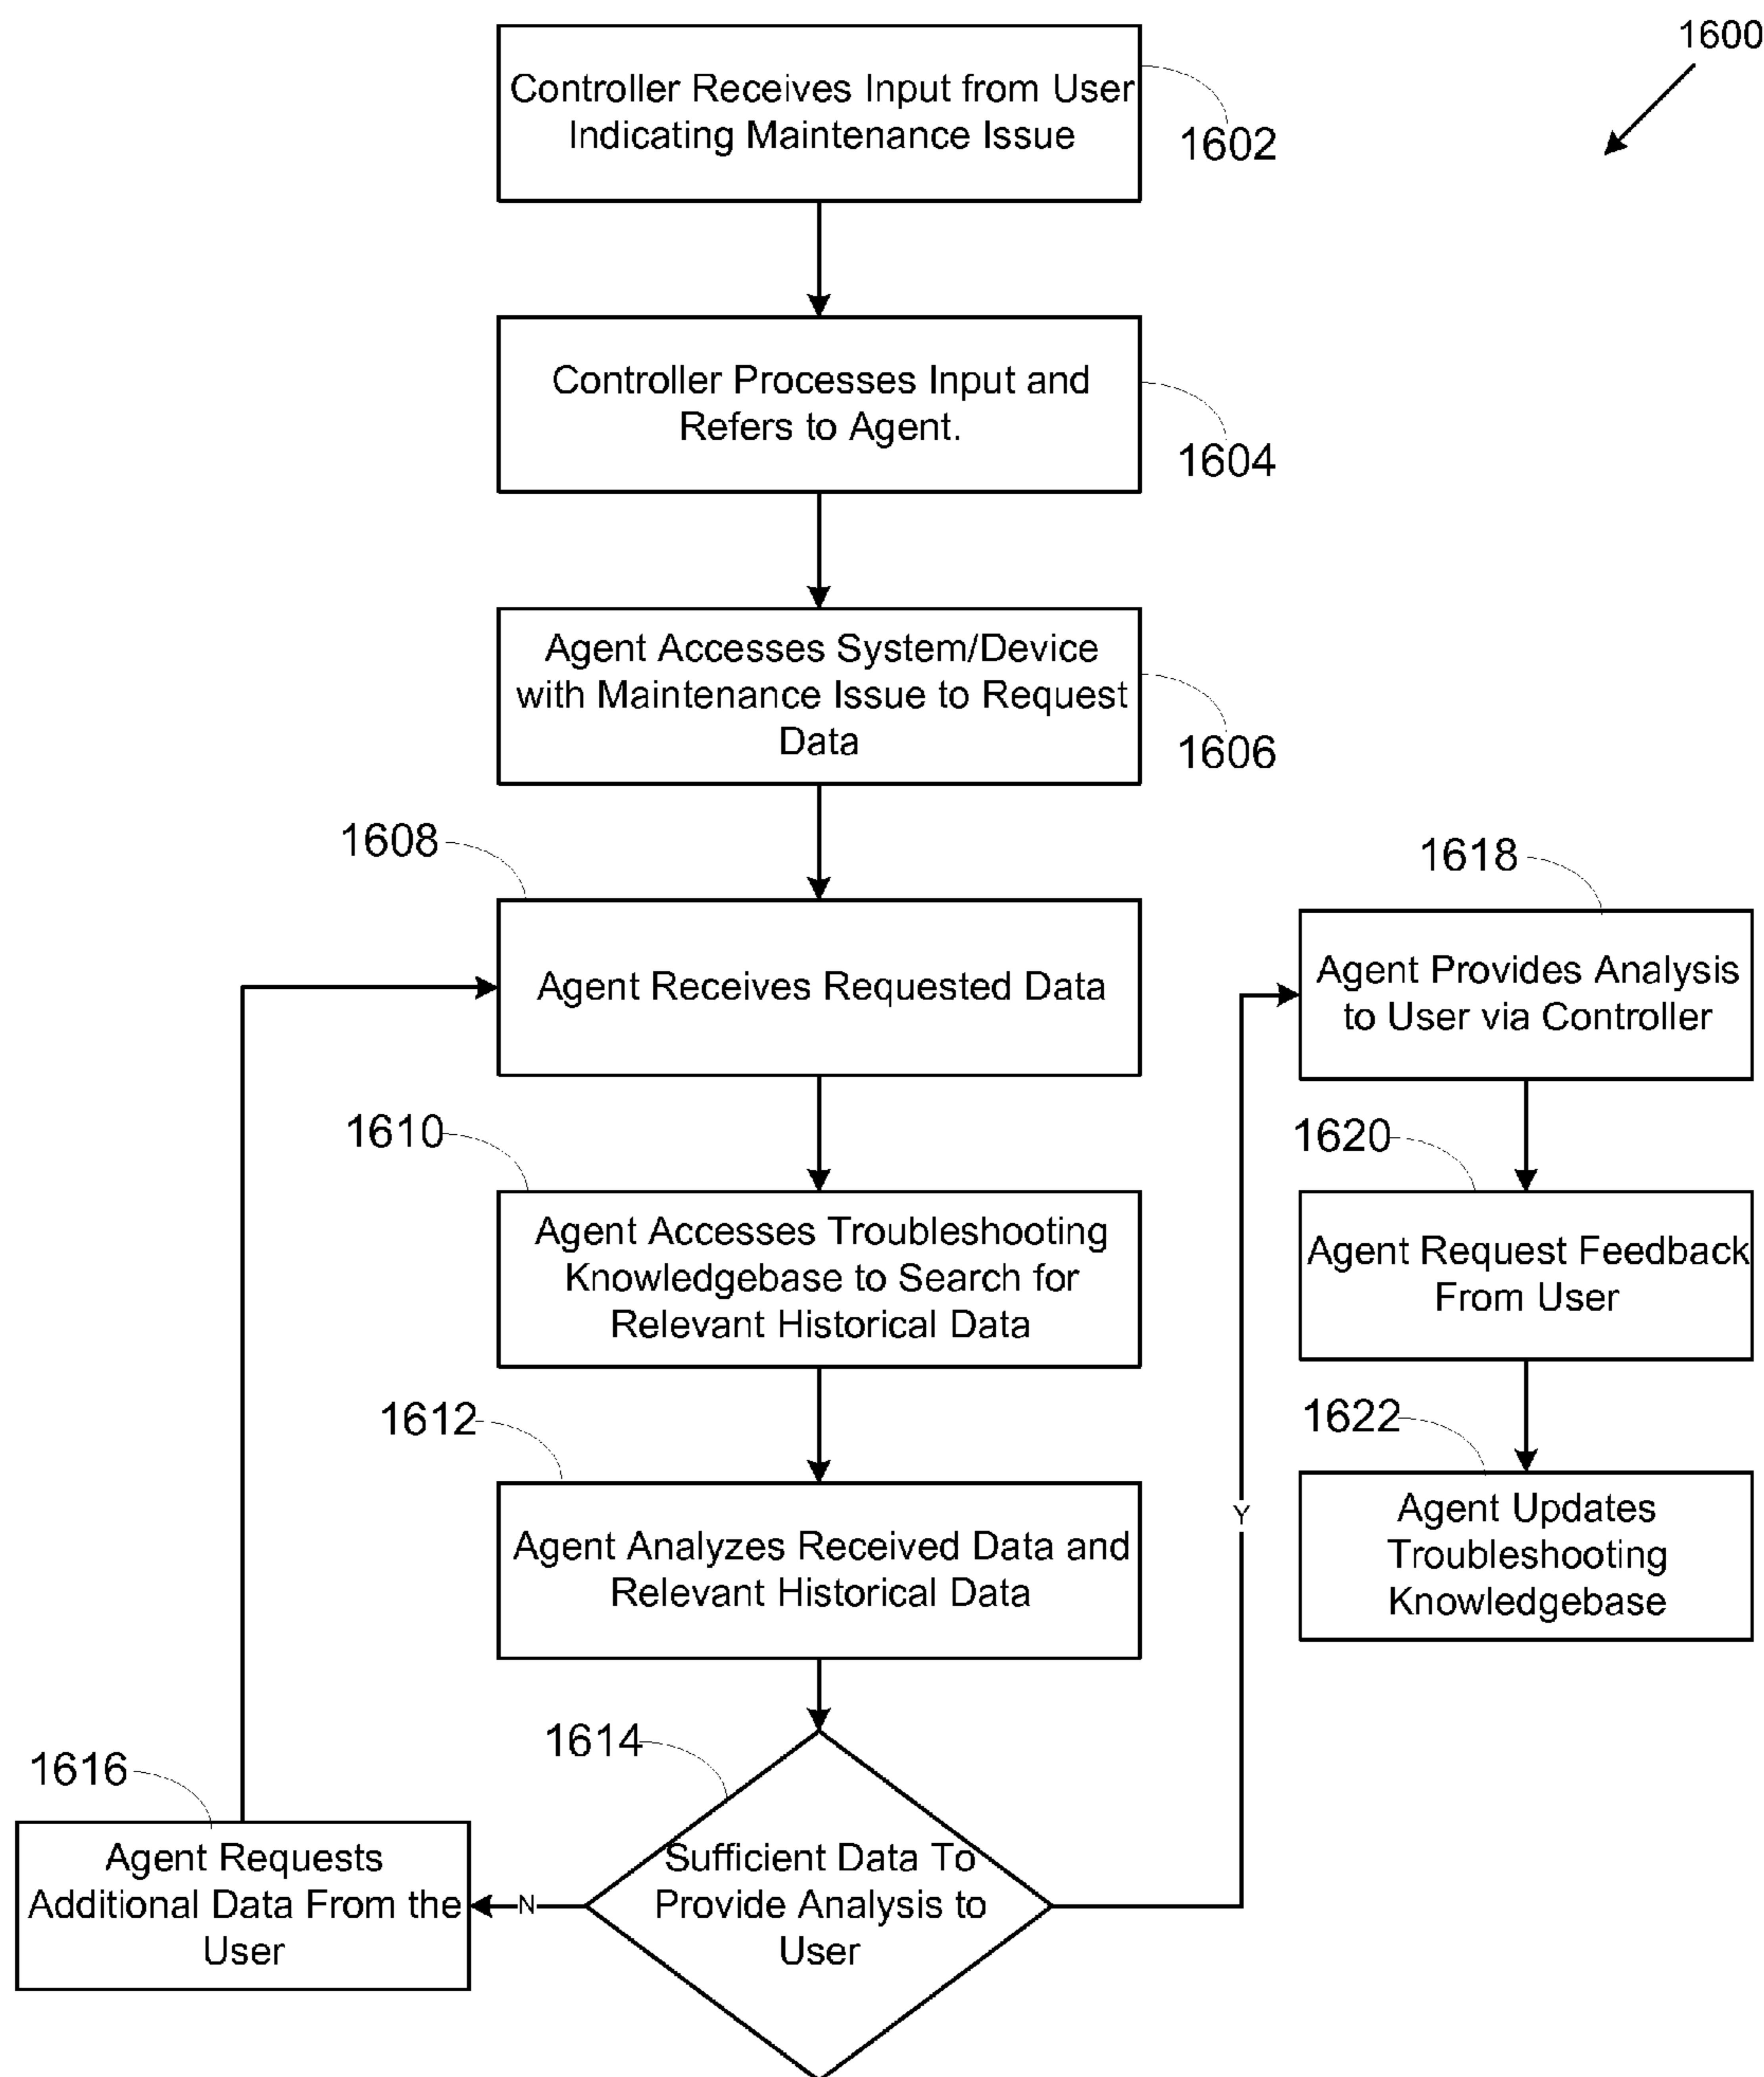 1600
Controller Receives Input from User
Indicating Maintenance Issue
1602
Controller Processes Input and
Refers to Agent.
1604
Agent Accesses System/Device
with Maintenance Issue to Request
Data
1606
1608
Agent Receives Requested Data
1610
Agent Accesses Troubleshooting
Knowledgebase to Search for
Relevant Historical Data
1612
Agent Analyzes Received Data and
Relevant Historical Data
1614
Sufficient Data To
Provide Analysis to
User
N
1616
Agent Requests
Additional Data From the
User
Y
1618
Agent Provides Analysis
to User via Controller
1620
Agent Request Feedback
From User
1622
Agent Updates
Troubleshooting
Knowledgebase